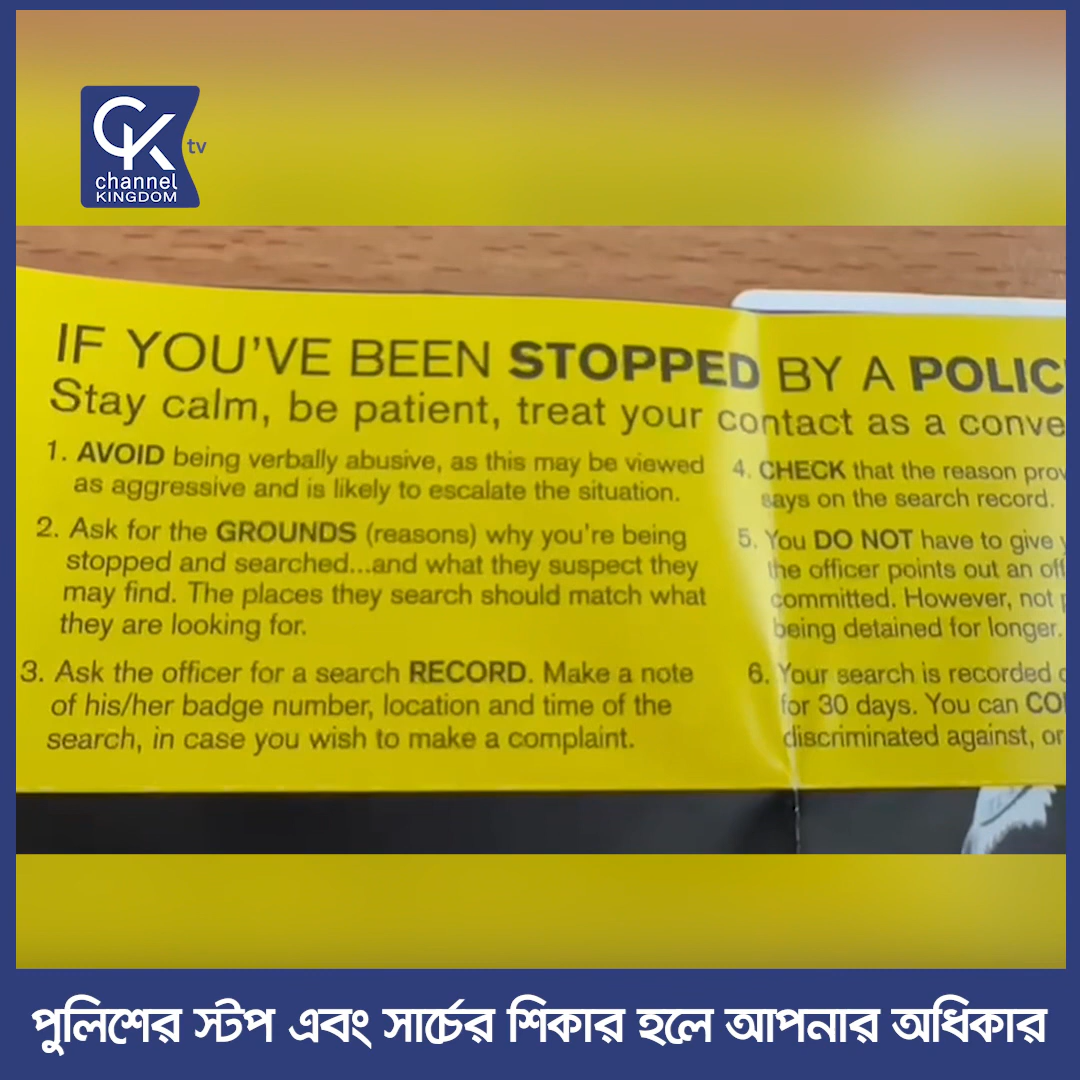 CK tv
channel
KINGDOM
IF YOU'VE BEEN STOPPED BY A
Stay calm, be patient, treat your contact as a
1. AVOID being verbally abusive, as this may be viewed
as aggressive and is likely to escalate the situation.
2. Ask for the GROUNDS (reasons) why you're being
stopped and searched...and what they suspect they
may find. The places they search should match what
they are looking for.
3. Ask the officer for a search RECORD. Make a note
of his/her badge number, location and time of the
search, in case you wish to make a complaint.
4. CHECK that the reason
says on the search record.
5. You DO NOT have to give
the officer points out an
committed. However, not
being detained for longer.
6. Your search is recorded
for 30 days. You can
discriminated against, or
পুলিশের স্টপ এবং সার্চের শিকার হলে আপনার অধিকার